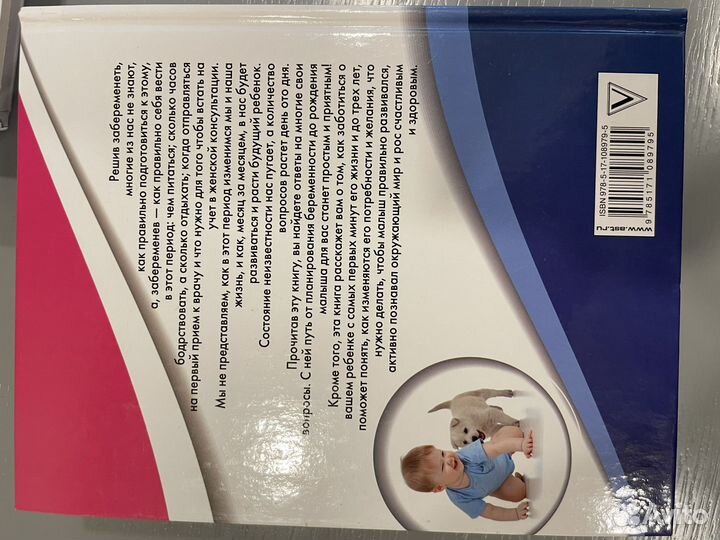 Решив забеременеть,
многие из нас не знают,
как правильно подготовиться к этому,
а, забеременев — как правильно себя вести
в этот период: чем питаться; сколько часов
бодрствовать, а сколько отдыхать; когда отправляться
на первый прием к врачу и что нужно для того чтобы встать на
учет в женской консультации.
Мы не представляем, как в этот период изменимся мы и наша
жизнь, и как, месяц за месяцем, в нас будет
развиваться и расти будущий ребенок.
Состояние неизвестности нас пугает, а количество
вопросов растет день ото дня.
Прочитав эту книгу, вы найдете ответы на многие свои
вопросы. С ней путь от планирования беременности до рождения
малыша для вас станет простым и приятным!
Кроме того, эта книга расскажет вам о том, как заботиться о
вашем ребенке с самых первых минут его жизни и до трех лет,
поможет понять, как изменяются его потребности и желания, что
нужно делать, чтобы малыш правильно развивался,
активно познавал окружающий мир и рос счастливым
и здоровым.
ISBN 978-5-17-108979-5
9 785171 089795
www.ast.ru
Avito